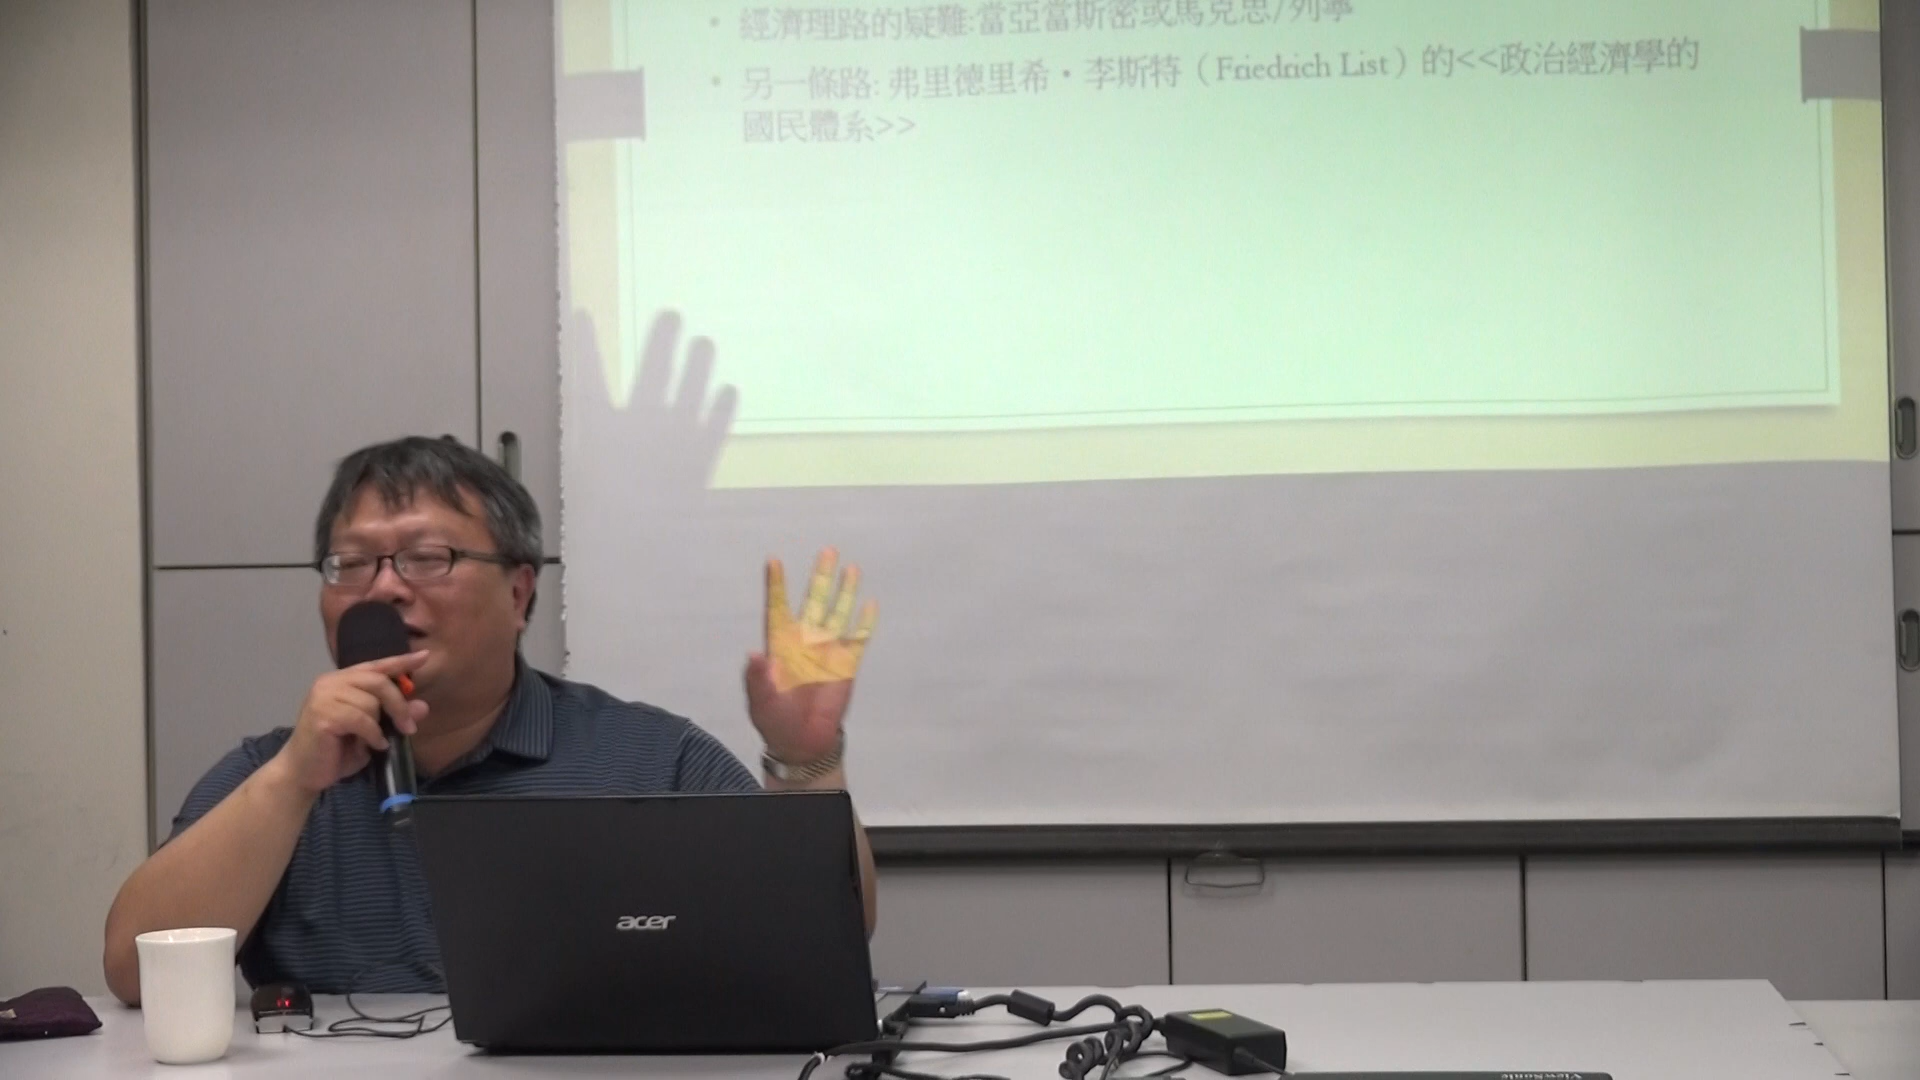 • 經濟理路的疑難:當亞當斯密或馬克思/列寧
• 另一條路: 弗里德里希・李斯特（Friedrich List）的<<政治經濟學的
國民體系>>
acer
ViewSonic